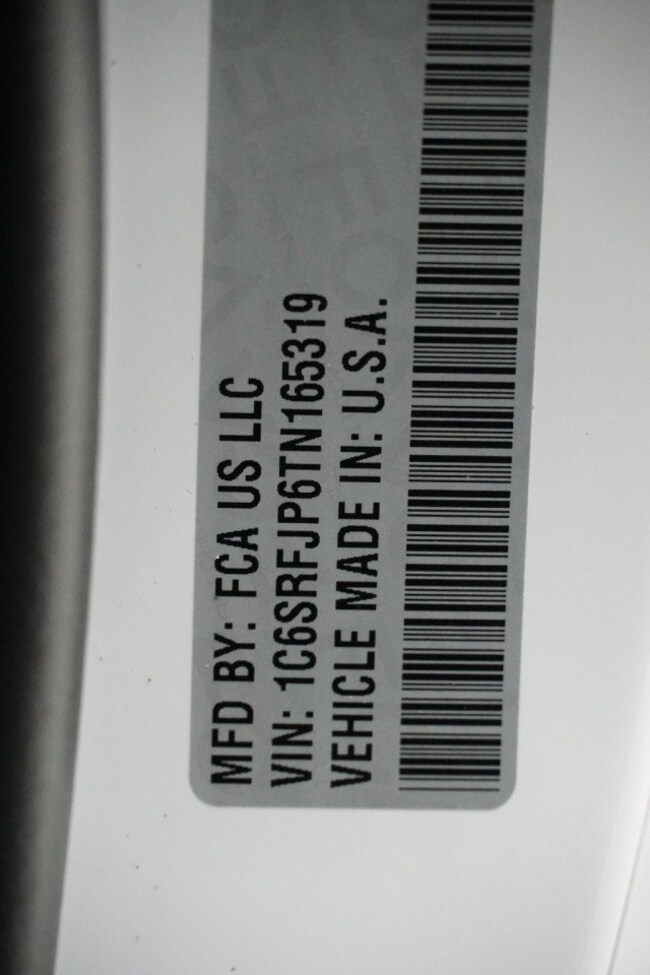 MFD BY: FCA US LLC
VIN: 1C6SRFJP6TN165319
VEHICLE MADE IN: U.S.A.